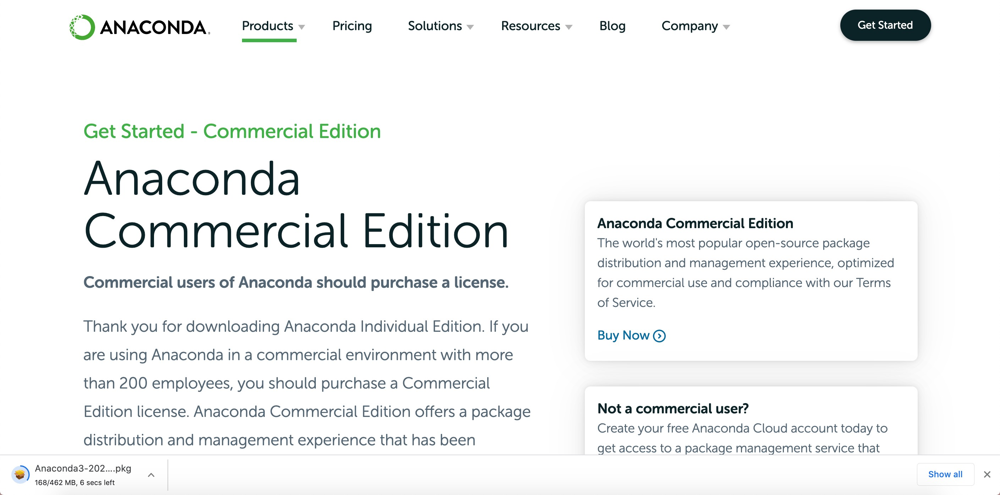 ANACONDA®
Products Pricing Solutions Resources Blog Company Get Started
Get Started - Commercial Edition
Anaconda
Commercial Edition
Commercial users of Anaconda should purchase a license.
Thank you for downloading Anaconda Individual Edition. If you
are using Anaconda in a commercial environment with more
than 200 employees, you should purchase a Commercial
Edition license. Anaconda Commercial Edition offers a package
distribution and management experience that has been
Anaconda Commercial Edition
The world's most popular open-source package
distribution and management experience, optimized
for commercial use and compliance with our Terms
of Service.
Buy Now
Not a commercial user?
Create your free Anaconda Cloud account today to
get access to a package management service that
Anaconda3-202....pkg
168/462 MB, 6 secs left
Show all